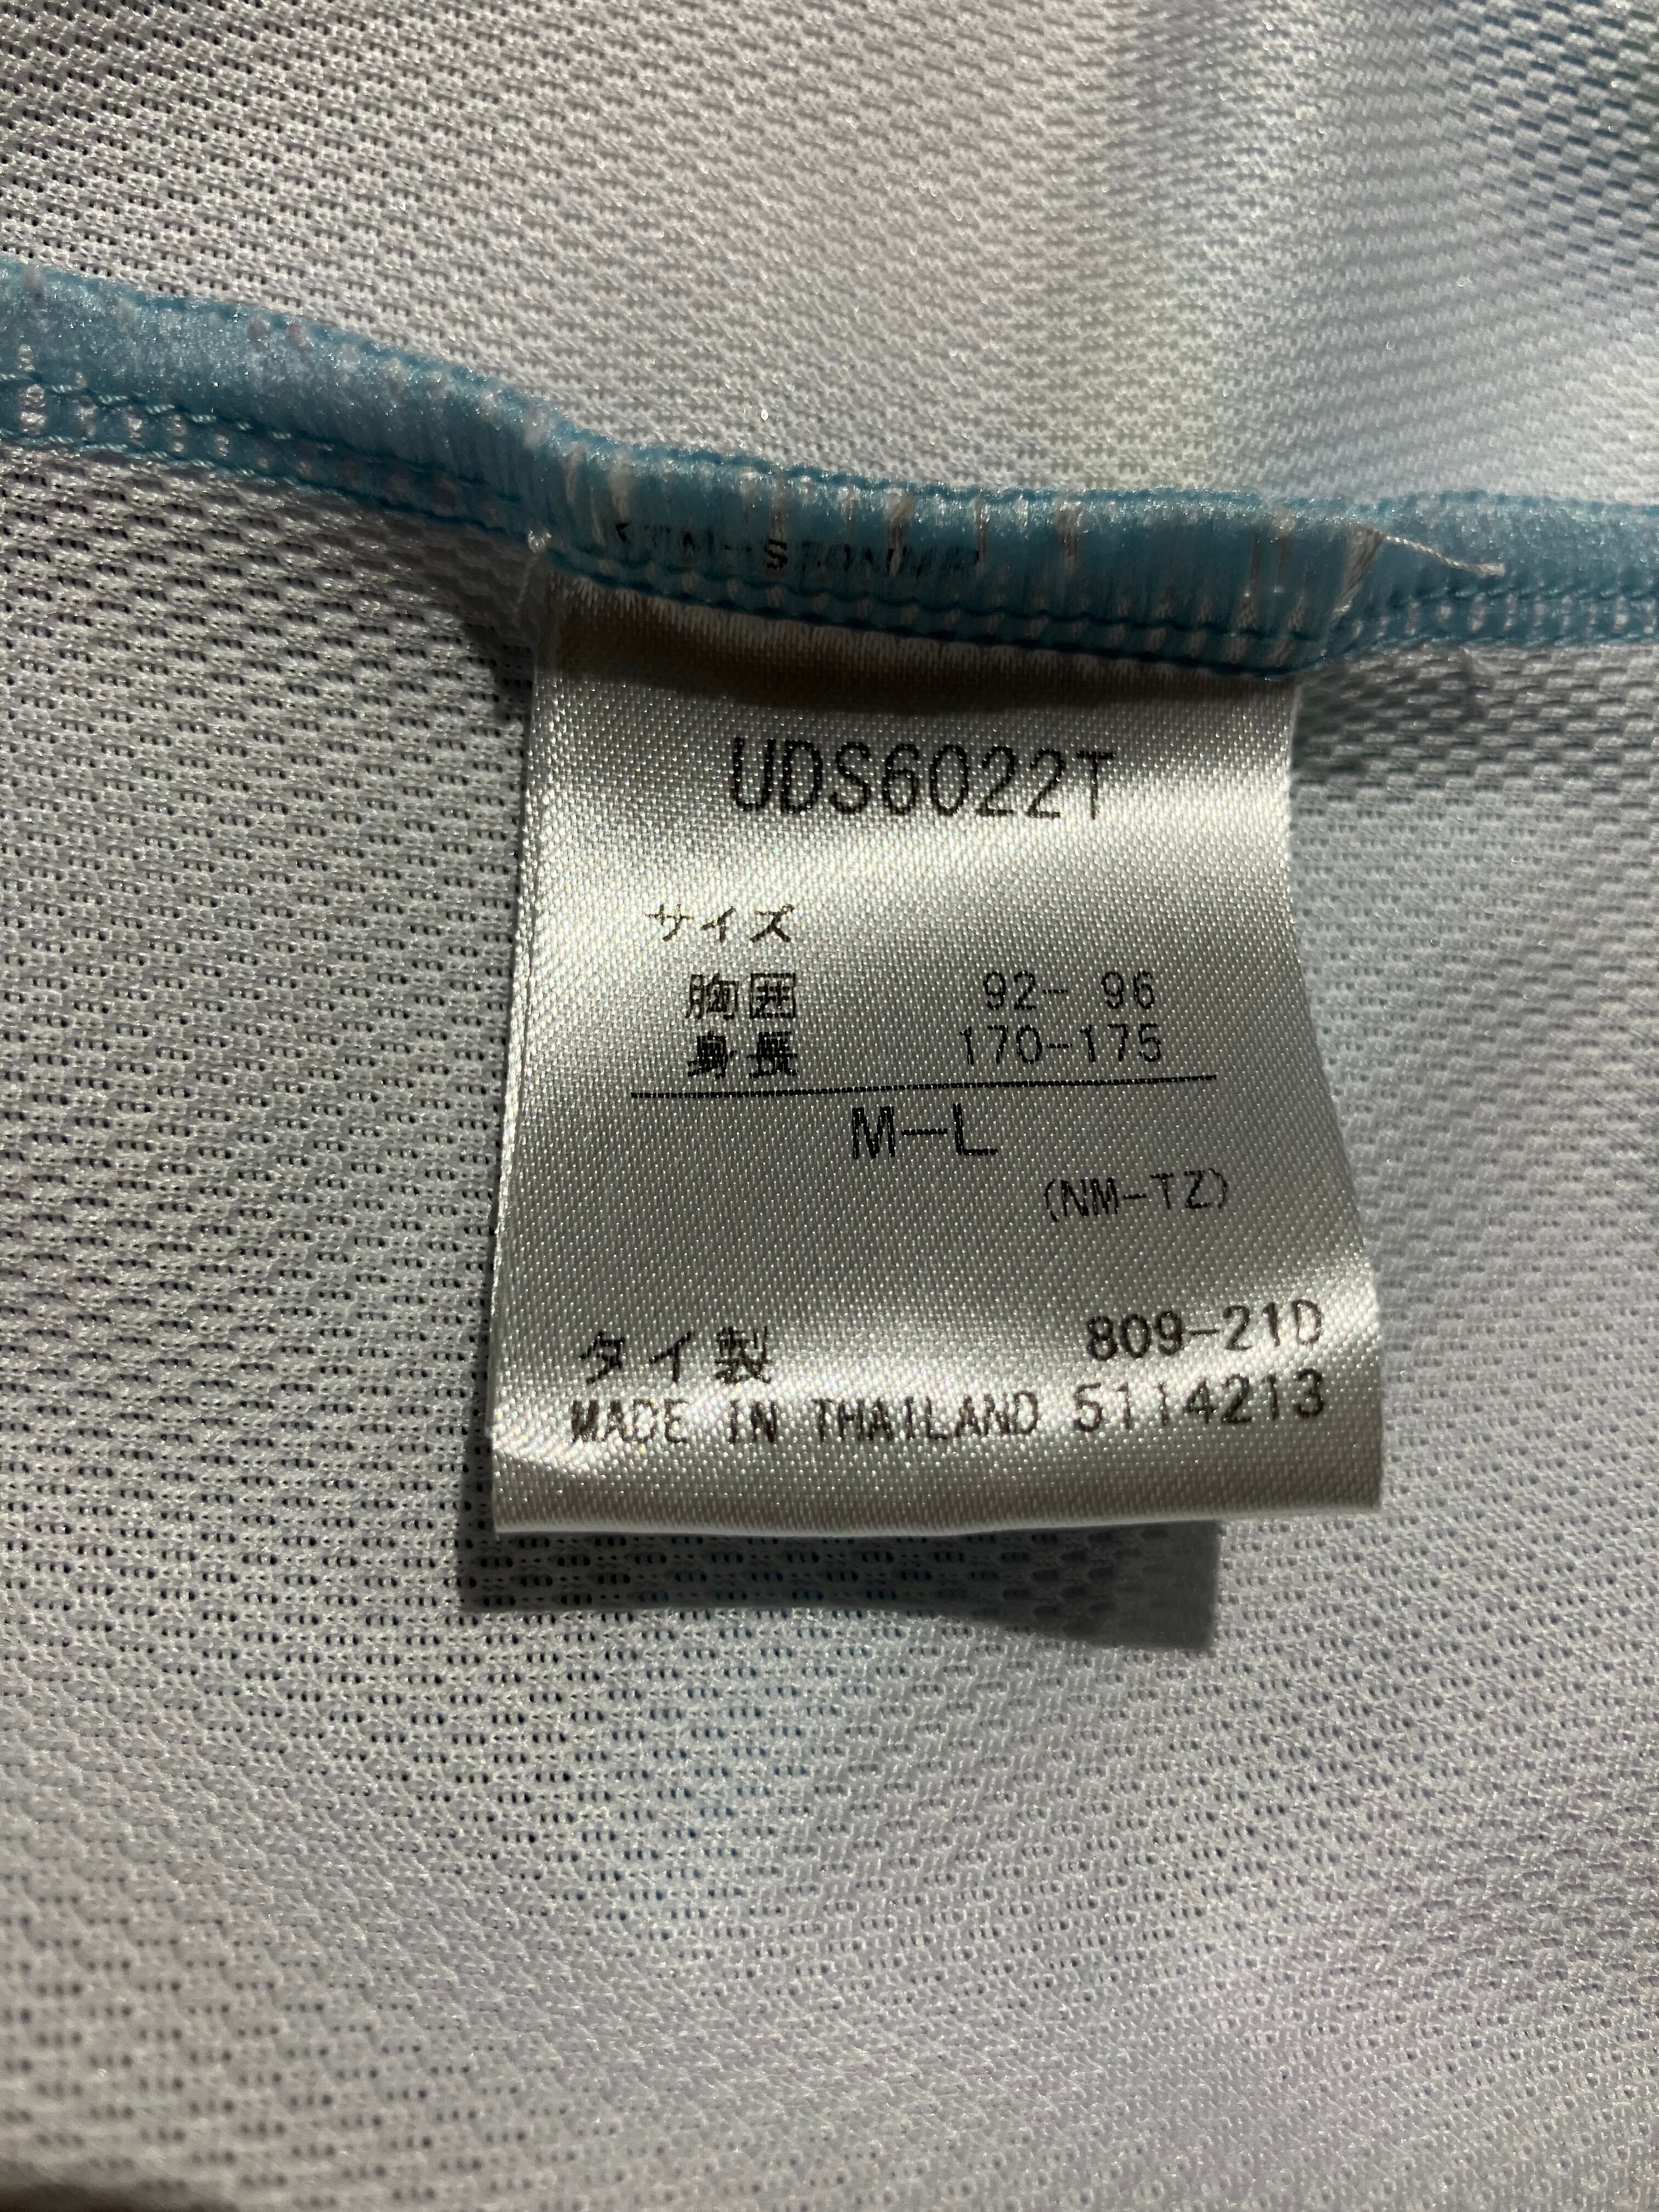 UDS6022T
サイズ
胸囲 92- 96
身長 170-175
M-L
(NM-TZ)
タイ製 809-210
MADE IN THAILAND 5114213